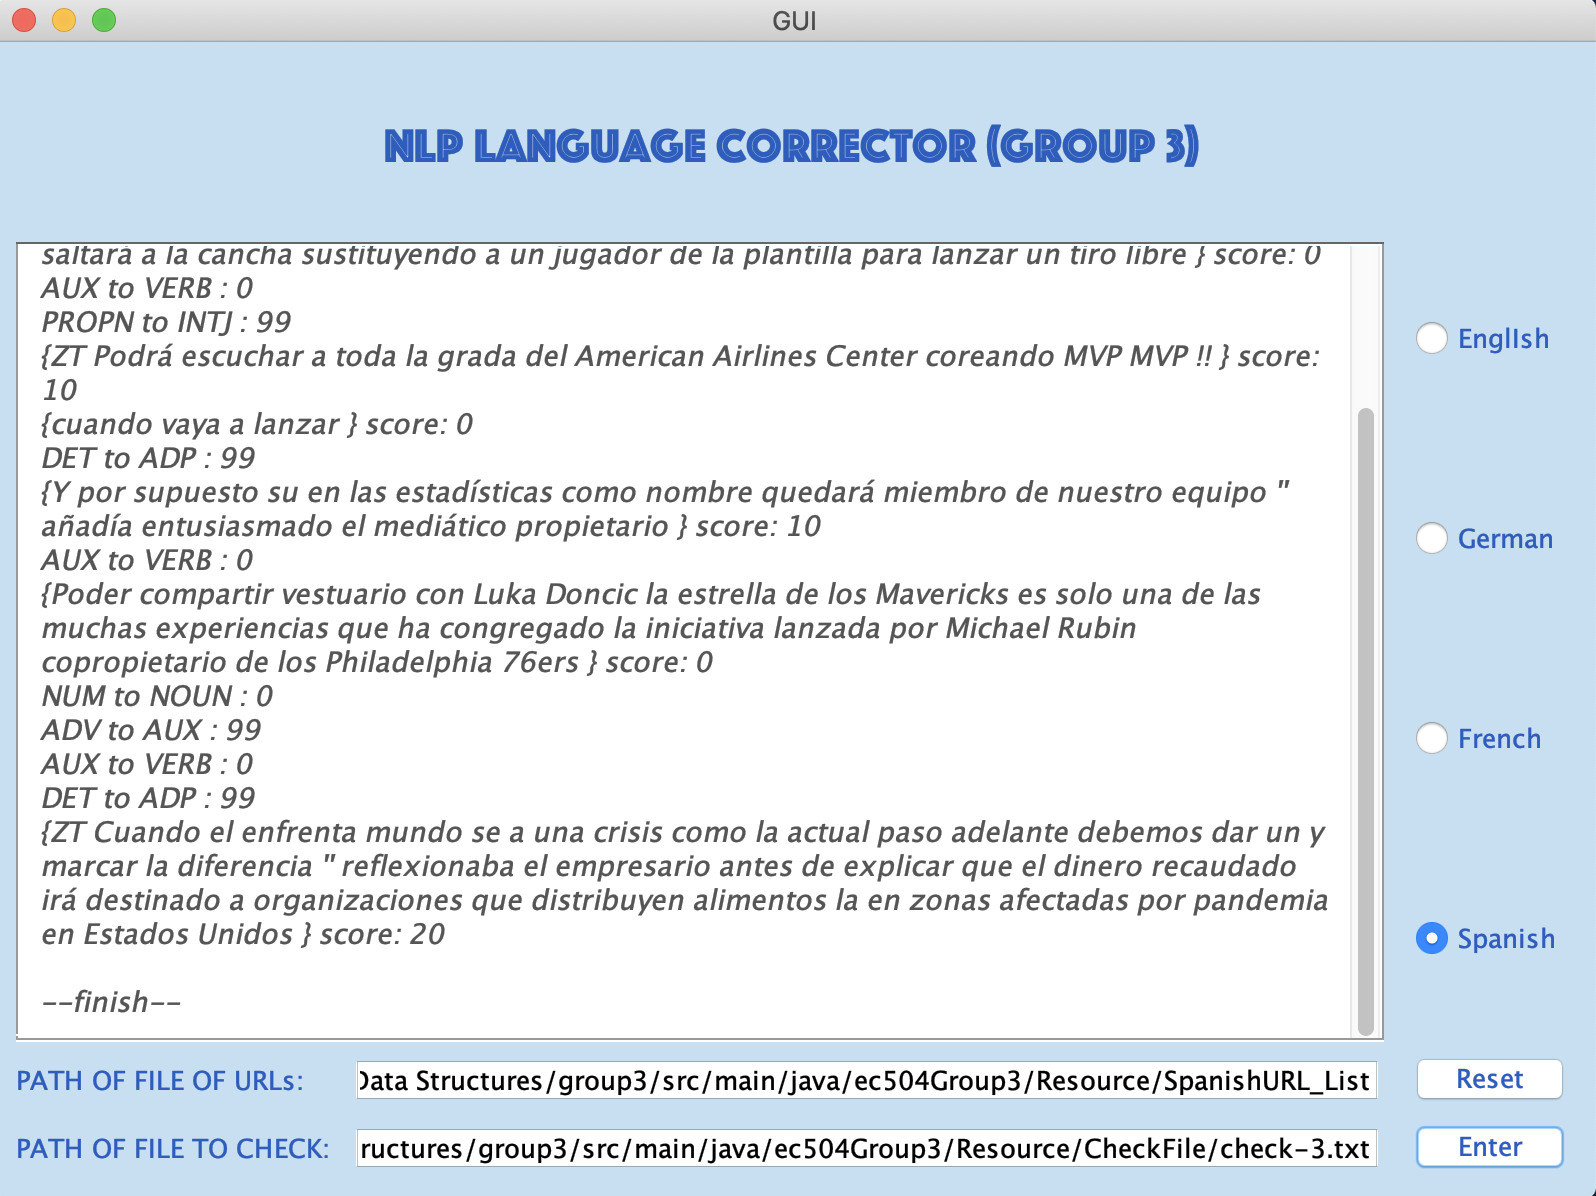 GUI
NLP LANGUAGE CORRECTOR (GROUP 3)
saltará a la cancha sustituyendo a un jugador de la plantilla para lanzar un tiro libre } score: 0
AUX to VERB : 0
PROPN to INTJ : 99
{ZT Podrá escuchar a toda la grada del American Airlines Center coreando MVP MVP !! } score:
10
{cuando vaya a lanzar } score: 0
DET to ADP : 99
{Y por supuesto su en las estadísticas como nombre quedará miembro de nuestro equipo "
añadía entusiasmado el mediático propietario } score: 10
AUX to VERB : 0
{Poder compartir vestuario con Luka Doncic la estrella de los Mavericks es solo una de las
muchas experiencias que ha congregado la iniciativa lanzada por Michael Rubin
copropietario de los Philadelphia 76ers } score: 0
NUM to NOUN : 0
ADV to AUX : 99
AUX to VERB : 0
DET to ADP : 99
{ZT Cuando el enfrenta mundo se a una crisis como la actual paso adelante debemos dar un y
marcar la diferencia " reflexionaba el empresario antes de explicar que el dinero recaudado
irá destinado a organizaciones que distribuyen alimentos la en zonas afectadas por pandemia
en Estados Unidos } score: 20
--finish--
EnglIsh
German
French
Spanish
PATH OF FILE OF URLs:
Data Structures/group3/src/main/java/ec504Group3/Resource/SpanishURL_List
Reset
PATH OF FILE TO CHECK:
ructures/group3/src/main/java/ec504Group3/Resource/CheckFile/check-3.txt
Enter